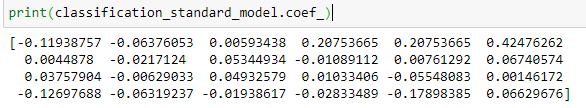 print(classification_standard_model.coef_)
[-0.11938757 -0.06376053 0.00593438 0.20753665 0.20753665 0.42476262
0.0044878 -0.0217124 0.05344934 -0.01089112 0.00761292 0.06740574
0.03757904 -0.00629033 0.04932579 0.01033406 -0.05548083 0.00146172
-0.12697688 -0.06319237 -0.01938617 -0.02833489 -0.17898385 0.06629676]